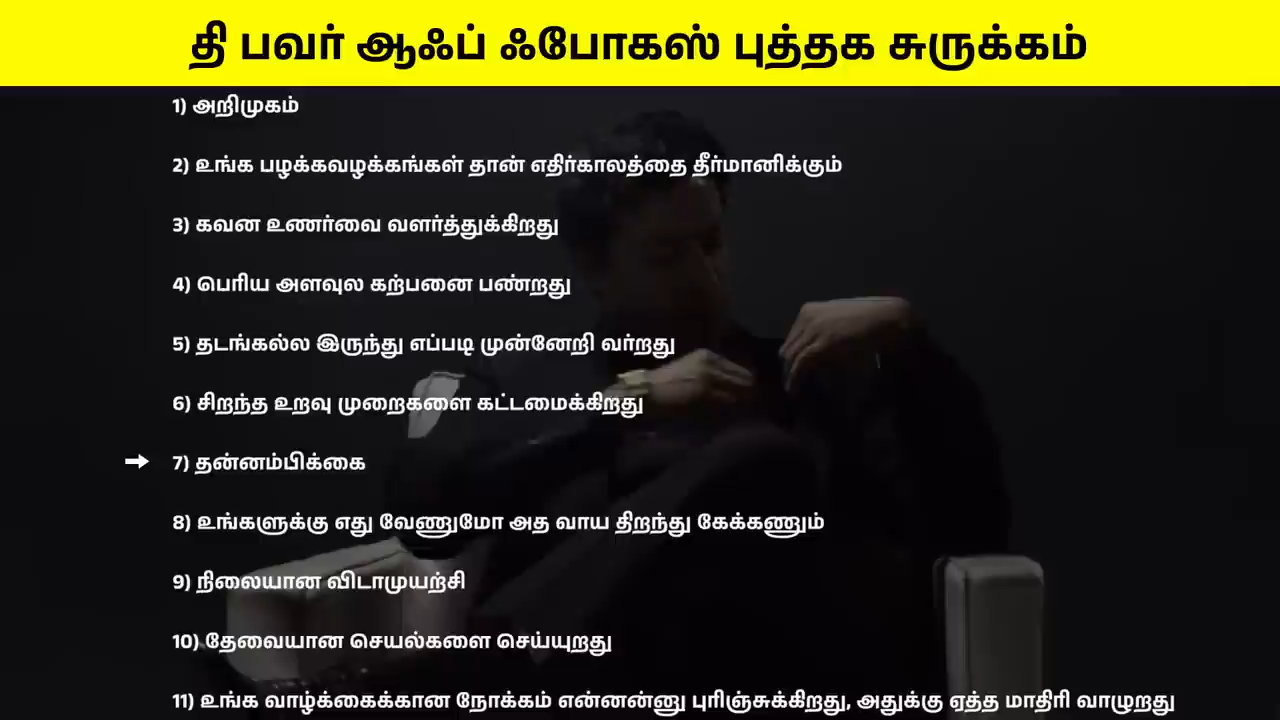 தி பவர் ஆஃப் ஃபோகஸ் புத்தக சுருக்கம்
1) அறிமுகம்
2) உங்க பழக்கவழக்கங்கள் தான் எதிர்காலத்தை தீர்மானிக்கும்
3) கவன உணர்வை வளர்த்துக்கிறது
4) பெரிய அளவுல கற்பனை பண்றது
5) தடங்கல்ல இருந்து எப்படி முன்னேறி வர்றது
6) சிறந்த உறவு முறைகளை கட்டமைக்கிறது
7) தன்னம்பிக்கை
8) உங்களுக்கு எது வேணுமோ அத வாய திறந்து கேக்கணும்
9) நிலையான விடாமுயற்சி
10) தேவையான செயல்களை செய்யுறது
11) உங்க வாழ்க்கைக்கான நோக்கம் என்னன்னு புரிஞ்சுக்கிறது, அதுக்கு ஏத்த மாதிரி வாழுறது